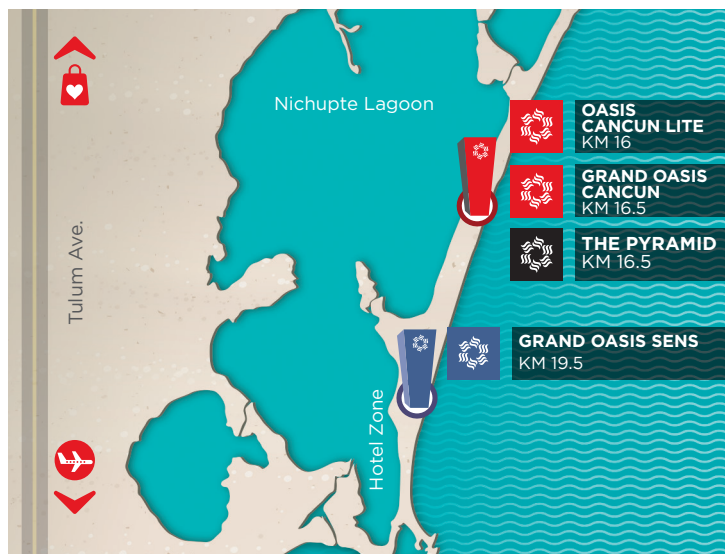 Nichupte Lagoon
OASIS
CANCUN LITE
KM 16
GRAND OASIS
CANCUN
KM 16.5
THE PYRAMID
KM 16.5
Tulum Ave.
GRAND OASIS SENS
KM 19.5
Hotel Zone